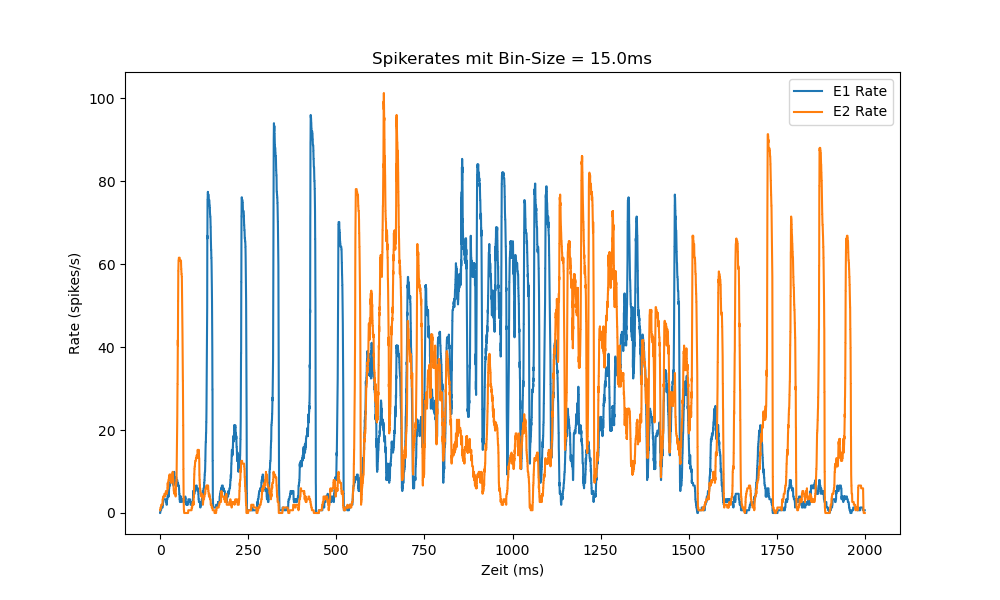 Spikerates mit Bin-Size = 15.0ms
E1 Rate
E2 Rate
100
80
60
40
20
0
Rate (spikes/s)
0 250 500 750 1000 1250 1500 1750 2000
Zeit (ms)